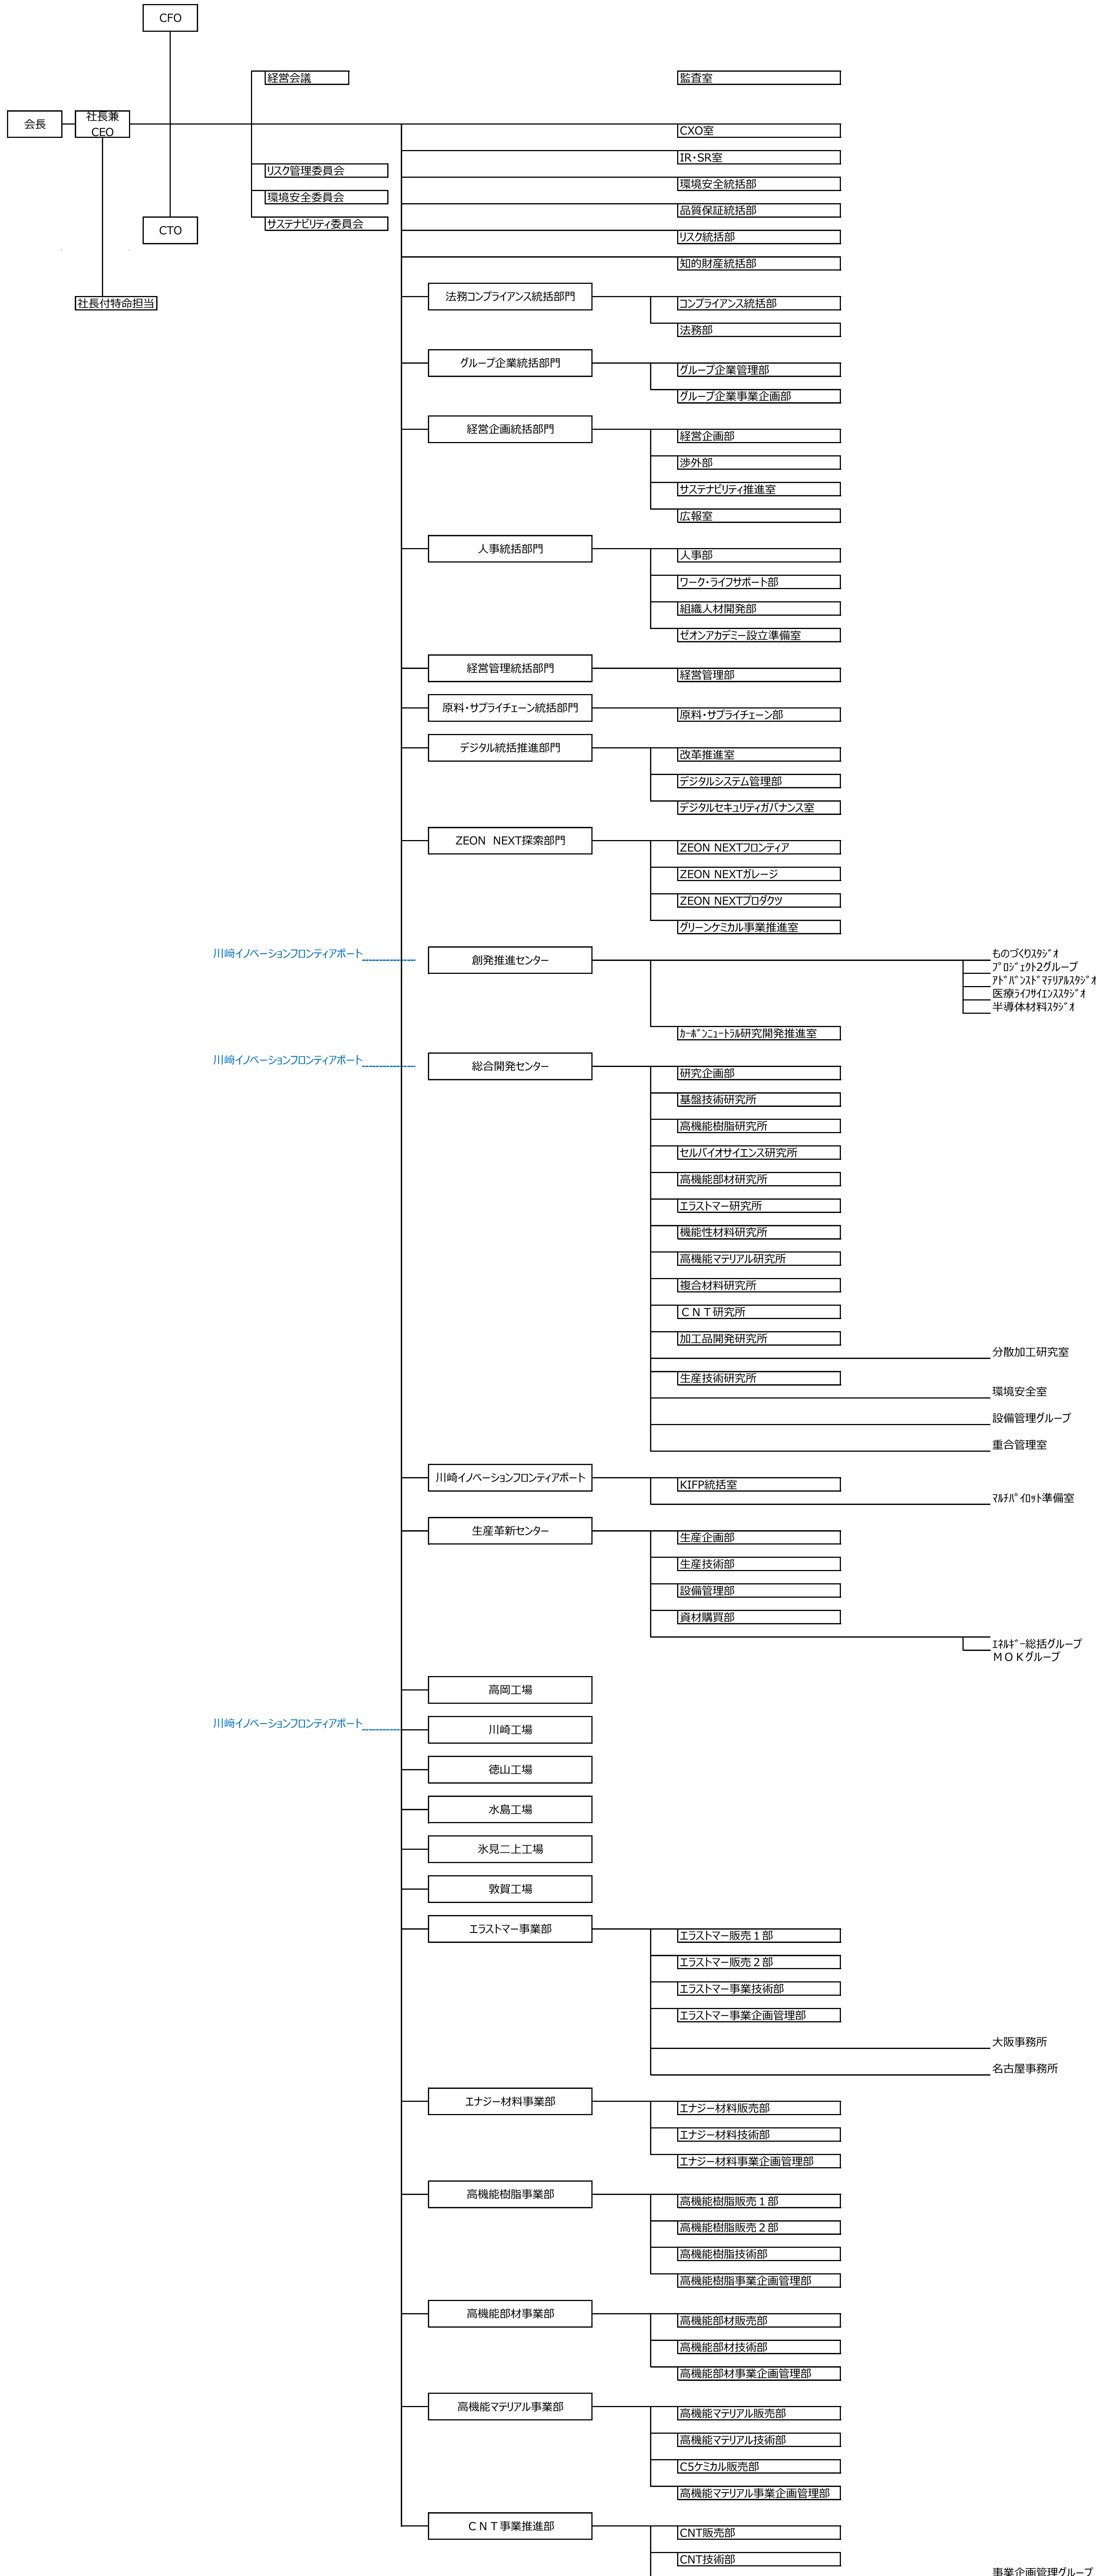 CFO
経営会議
監査室
会長
社長兼
CEO
CXO室
IR・SR室
リスク管理委員会
環境安全統括部
環境安全委員会
品質保証統括部
サステナビリティ委員会
CTO
リスク統括部
知的財産統括部
社長付特命担当
法務コンプライアンス統括部門
コンプライアンス統括部
法務部
グループ企業統括部門
グループ企業管理部
グループ企業事業企画部
経営企画統括部門
経営企画部
渉外部
サステナビリティ推進室
広報室
人事統括部門
人事部
ワーク・ライフサポート部
組織人材開発部
ゼオンアカデミー設立準備室
経営管理統括部門
経営管理部
原料・サプライチェーン統括部門
原料・サプライチェーン部
デジタル統括推進部門
改革推進室
デジタルシステム管理部
デジタルセキュリティガバナンス室
ZEON　NEXT探索部門
ZEON NEXTフロンティア
ZEON NEXTガレージ
ZEON NEXTプロダクツ
グリーンケミカル事業推進室
川﨑イノベーションフロンティアポート
創発推進センター
ものづくりｽﾀｼﾞｵ
ﾌﾟﾛｼﾞｪｸﾄ2グループ
ｱﾄﾞﾊﾞﾝｽﾄﾞﾏﾃﾘｱﾙｽﾀｼﾞｵ
医療ﾗｲﾌｻｲｴﾝｽｽﾀｼﾞｵ
半導体材料ｽﾀｼﾞｵ
ｶｰﾎﾞﾝﾆｭｰﾄﾗﾙ研究開発推進室
川﨑イノベーションフロンティアポート
総合開発センター
研究企画部
基盤技術研究所
高機能樹脂研究所
セルバイオサイエンス研究所
高機能部材研究所
エラストマー研究所
機能性材料研究所
高機能マテリアル研究所
複合材料研究所
ＣＮＴ研究所
加工品開発研究所
分散加工研究室
生産技術研究所
環境安全室
設備管理グループ
重合管理室
川崎イノベーションフロンティアポート
KIFP統括室
ﾏﾙﾁﾊﾟｲﾛｯﾄ準備室
生産革新センター
生産企画部
生産技術部
設備管理部
資材購買部
ｴﾈﾙｷﾞｰ総括グループ
ＭＯＫグループ
高岡工場
川﨑イノベーションフロンティアポート
川崎工場
徳山工場
水島工場
氷見二上工場
敦賀工場
エラストマー事業部
エラストマー販売１部
エラストマー販売２部
エラストマー事業技術部
エラストマー事業企画管理部
大阪事務所
名古屋事務所
エナジー材料事業部
エナジー材料販売部
エナジー材料技術部
エナジー材料事業企画管理部
高機能樹脂事業部
高機能樹脂販売１部
高機能樹脂販売２部
高機能樹脂技術部
高機能樹脂事業企画管理部
高機能部材事業部
高機能部材販売部
高機能部材技術部
高機能部材事業企画管理部
高機能マテリアル事業部
高機能マテリアル販売部
高機能マテリアル技術部
C5ケミカル販売部
高機能マテリアル事業企画管理部
ＣＮＴ事業推進部
CNT販売部
CNT技術部
事業企画管理グループ